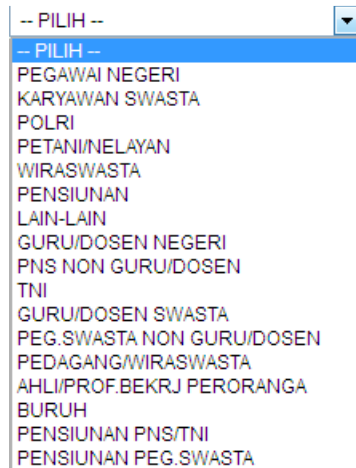 -- PILIH --
-- PILIH --
PEGAWAI NEGERI
KARYAWAN SWASTA
POLRI
PETANI/NELAYAN
WIRASWASTA
PENSIUNAN
LAIN-LAIN
GURU/DOSEN NEGERI
PNS NON GURU/DOSEN
TNI
GURU/DOSEN SWASTA
PEG.SWASTA NON GURU/DOSEN
PEDAGANG/WIRASWASTA
AHLI/PROF.BEKRJ PERORANGA
BURUH
PENSIUNAN PNS/TNI
PENSIUNAN PEG.SWASTA